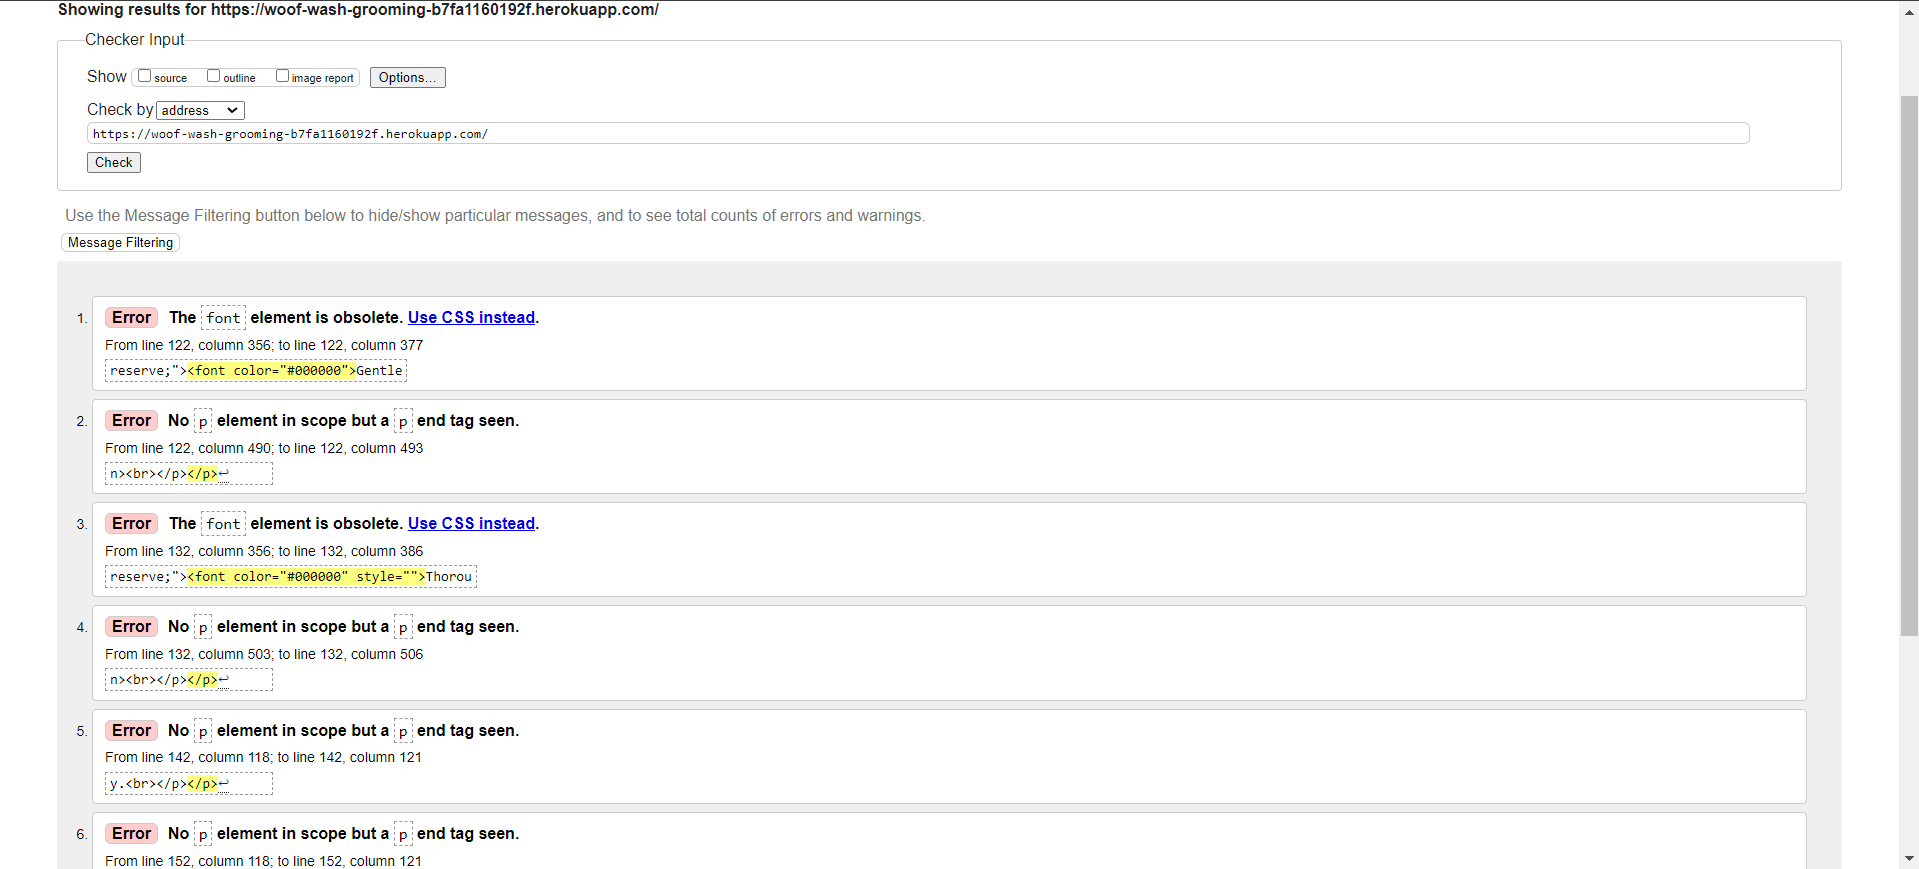 Showing results for https://woof-wash-grooming-b7fa1160192f.herokuapp.com/
Checker Input
Show source outline image report Options...
Check by address
https://woof-wash-grooming-b7fa1160192f.herokuapp.com/
Check
Use the Message Filtering button below to hide/show particular messages, and to see total counts of errors and warnings.
Message Filtering
1. Error The font element is obsolete. Use CSS instead.
From line 122, column 356; to line 122, column 377
reserve;"><font color="#000000">Gentle
2. Error No p element in scope but a p end tag seen.
From line 122, column 490; to line 122, column 493
n><br></p></p>↩
3. Error The font element is obsolete. Use CSS instead.
From line 132, column 356; to line 132, column 386
reserve;"><font color="#000000" style="">Thorou
4. Error No p element in scope but a p end tag seen.
From line 132, column 503; to line 132, column 506
n><br></p></p>↩
5. Error No p element in scope but a p end tag seen.
From line 142, column 118; to line 142, column 121
y.<br></p></p>↩
6. Error No p element in scope but a p end tag seen.
From line 152, column 118; to line 152, column 121